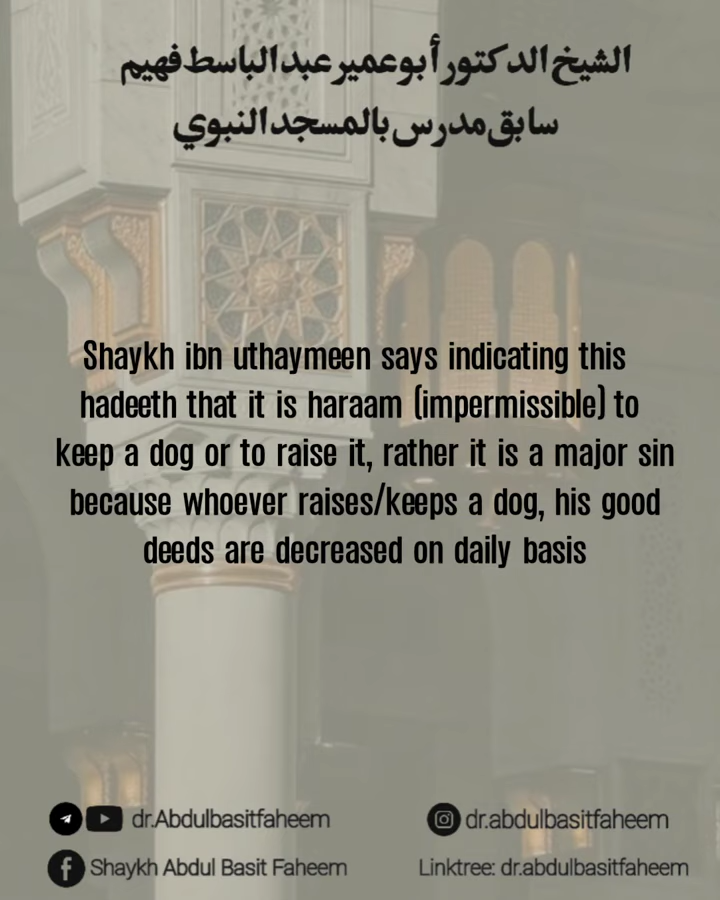 الشيخ الدكتور أبو عمير عبد الباسط فهيم
سابق مدرس بالمسجد النبوي
Shaykh ibn uthaymeen says indicating this
hadeeth that it is haraam (impermissible) to
keep a dog or to raise it, rather it is a major sin
because whoever raises/keeps a dog, his good
deeds are decreased on daily basis
dr.Abdulbasitfaheem
dr.abdulbasitfaheem
Shaykh Abdul Basit Faheem
Linktree: dr.abdulbasitfaheem